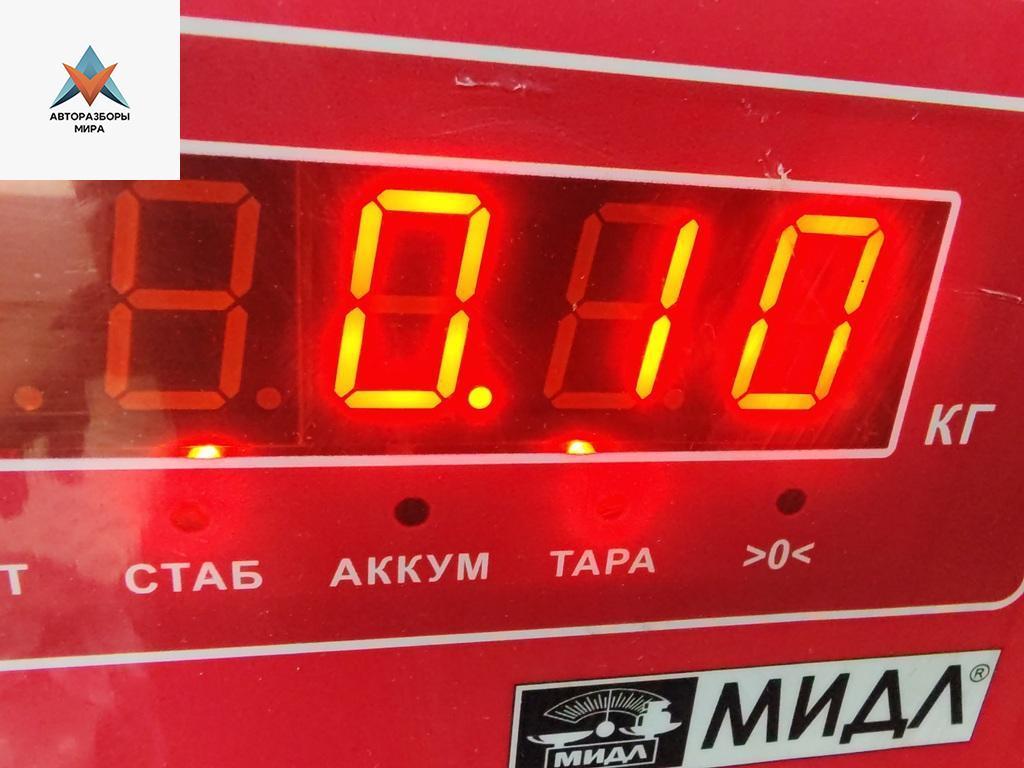 АВТОРАЗБОРЫ
МИРА
0.10
КГ
Т СТАБ АККУМ ТАРА >0<
МИДЛ МИДЛ®